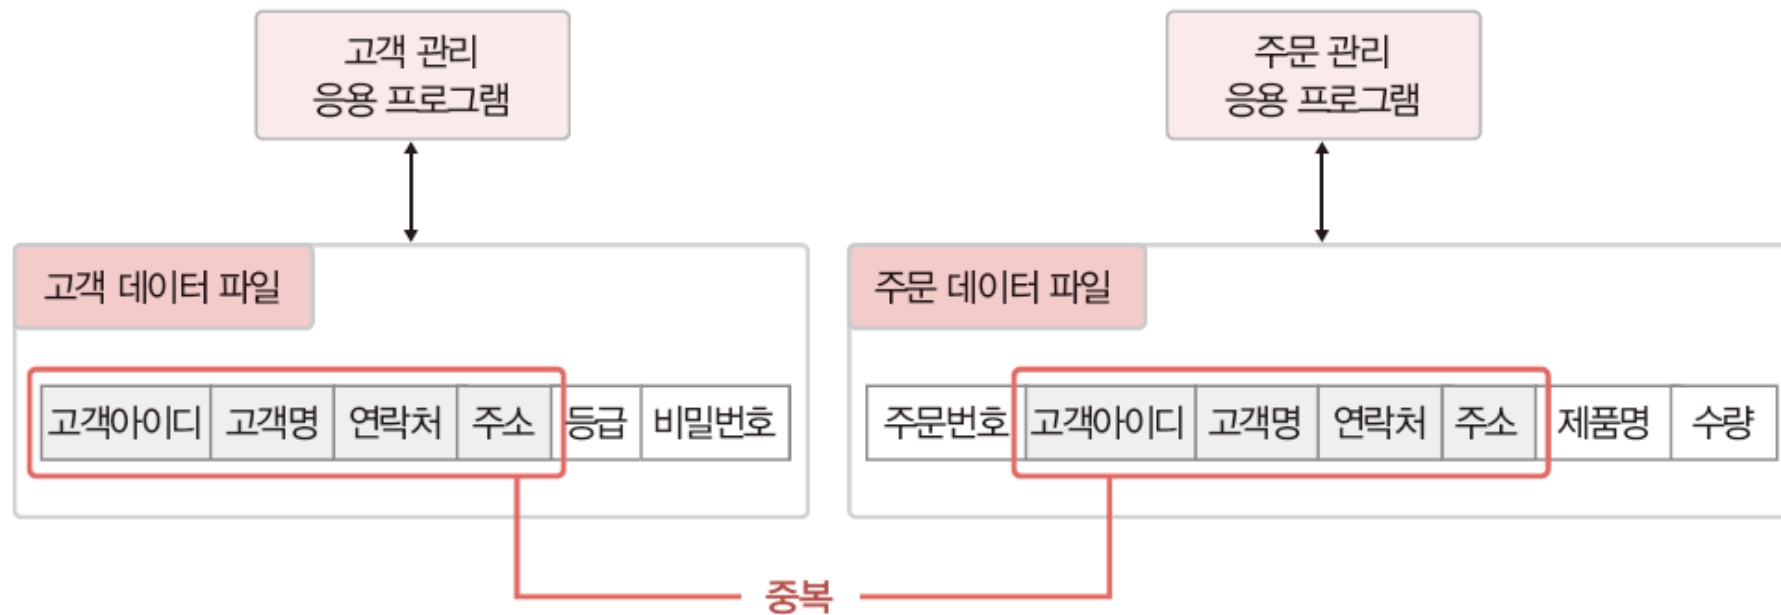 고객 관리
응용 프로그램
주문 관리
응용 프로그램
고객 데이터 파일
고객아이디 고객명 연락처 주소 등급 비밀번호
주문 데이터 파일
주문번호 고객아이디 고객명 연락처 주소 제품명 수량
중복